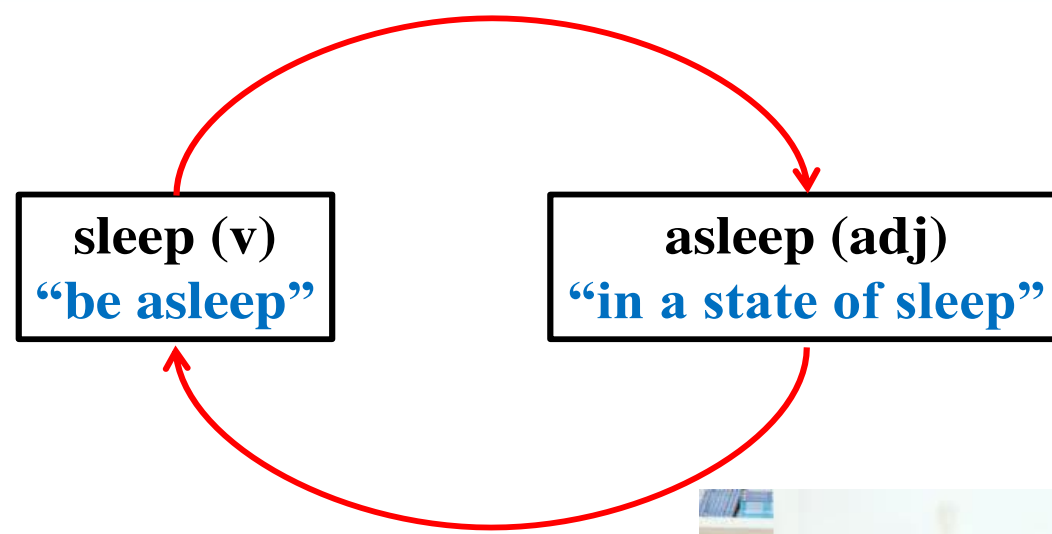 sleep (v)
“be asleep”
asleep (adj)
“in a state of sleep”